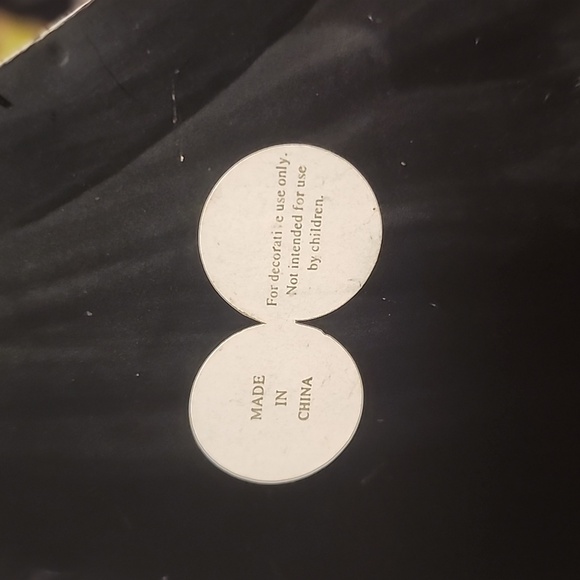 For decorative use only.
Not intended for use
by children.
MADE
IN
CHINA